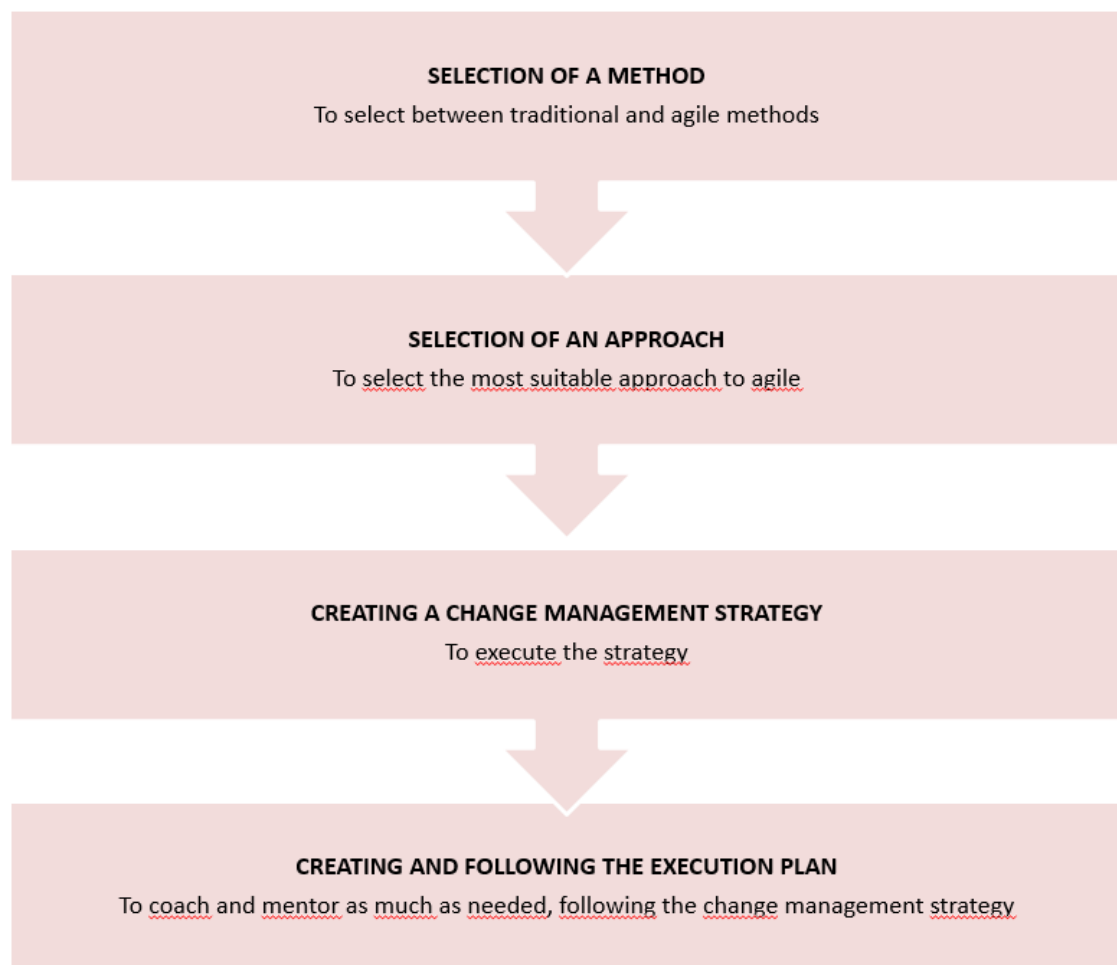 SELECTION OF A METHOD
To select between traditional and agile methods
SELECTION OF AN APPROACH
To select the most suitable approach to agile
CREATING A CHANGE MANAGEMENT STRATEGY
To execute the strategy
CREATING AND FOLLOWING THE EXECUTION PLAN
To coach and mentor as much as needed, following the change management strategy